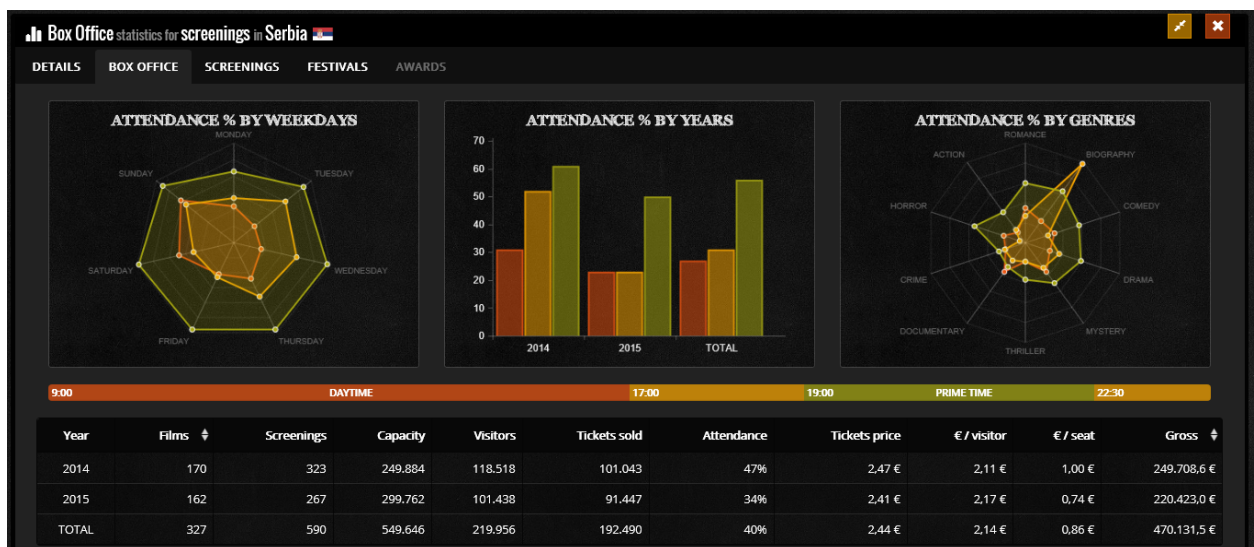 Box Office statistics for screenings in Serbia
DETAILS BOX OFFICE SCREENINGS FESTIVALS AWARDS
ATTENDANCE % BY WEEKDAYS
MONDAY
TUESDAY
WEDNESDAY
THURSDAY
FRIDAY
SATURDAY
SUNDAY
ATTENDANCE % BY YEARS
70
60
50
40
30
20
10
0
2014 2015 TOTAL
ATTENDANCE % BY GENRES
ROMANCE
BIOGRAPHY
COMEDY
DRAMA
MYSTERY
THRILLER
DOCUMENTARY
CRIME
HORROR
ACTION
9:00 DAYTIME 17:00 19:00 PRIME TIME 22:30
Year Films Screenings Capacity Visitors Tickets sold Attendance Tickets price € / visitor € / seat Gross
2014 170 323 249.884 118.518 101.043 47% 2,47 € 2,11 € 1,00 € 249.708,6 €
2015 162 267 299.762 101.438 91.447 34% 2,41 € 2,17 € 0,74 € 220.423,0 €
TOTAL 327 590 549.646 219.956 192.490 40% 2,44 € 2,14 € 0,86 € 470.131,5 €